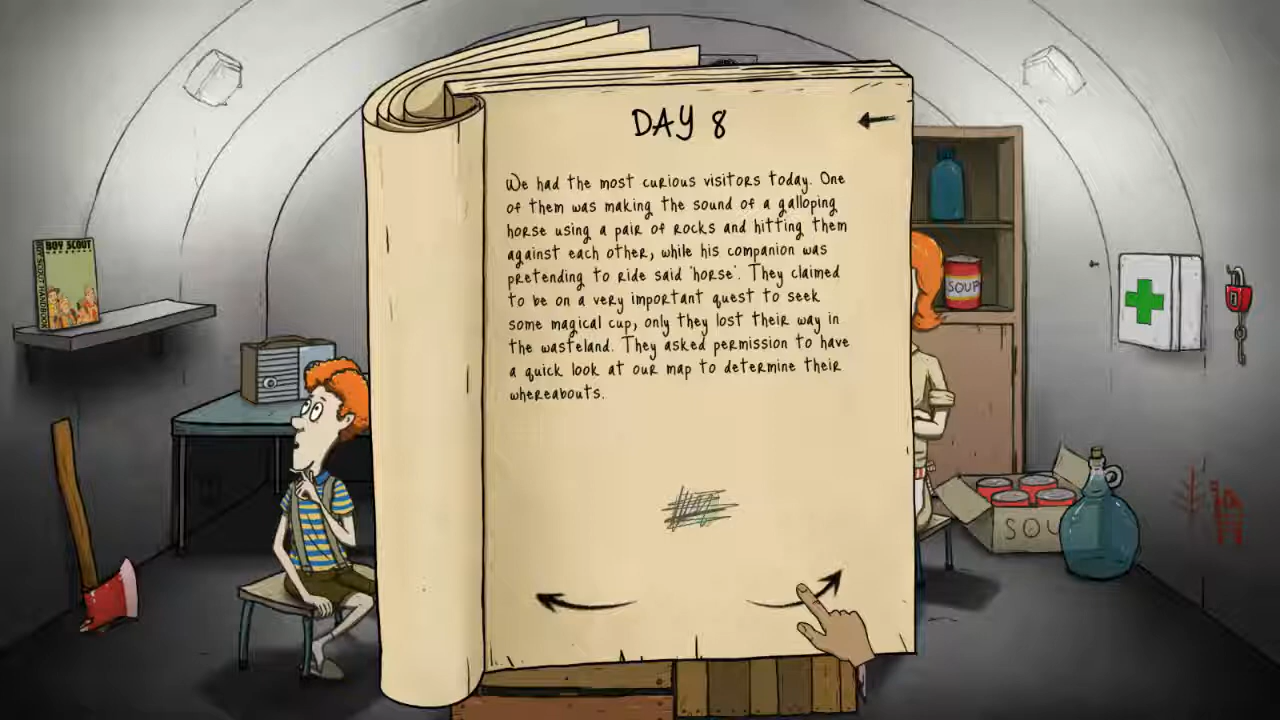 DAY 8
We had the most curious visitors today. One
of them was making the sound of a galloping
horse using a pair of rocks and hitting them
against each other, while his companion was
pretending to ride said 'horse'. They claimed
to be on a very important quest to seek
some magical cup, only they lost their way in
the wasteland. They asked permission to have
a quick look at our map to determine their
whereabouts.
BOY SCOUT
BOY SCOUT HANDBOOK
SOUP
SOU